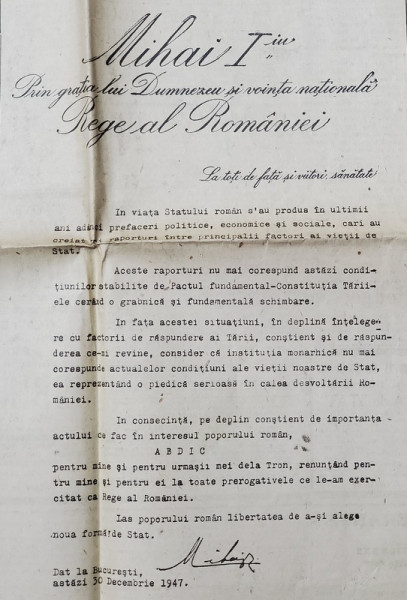 Mihai I iu
Prin grația lui Dumnezeu și voința națională
Rege al României
La toți de față și viitori, sănătate
In viața Statului român s'au produs în ultimii
ani adânci prefaceri politice, economice și sociale, cari au
creiat raporturi între principalii factori ai vieții de
Stat.
Aceste raporturi nu mai corespund astăzi condi-
țiunilor stabilite de Pactul fundamental-Constituția Țării-
ele cerând o grabnică și fundamentală schimbare.
In fața acestei situațiuni, în deplină înțelege-
re cu factorii de răspundere ai Țării, conștient și de răspun-
derea ce-mi revine, consider că instituția monarhică nu mai
corespunde actualelor condițiuni ale vieții noastre de Stat,
ea reprezentând o piedică serioasă în calea desvoltării Ro-
mâniei.
In consecință, pe deplin conștient de importanța
actului ce fac în interesul poporului român,
A B D I C
pentru mine și pentru urmașii mei dela Tron, renunțând pen-
tru mine și pentru ei la toate prerogativele ce le-am exer-
citat ca Rege al României.
Las poporului român libertatea de a-și alege
noua formă de Stat.
Mihai
Dat la București,
astăzi 30 Decembrie 1947.